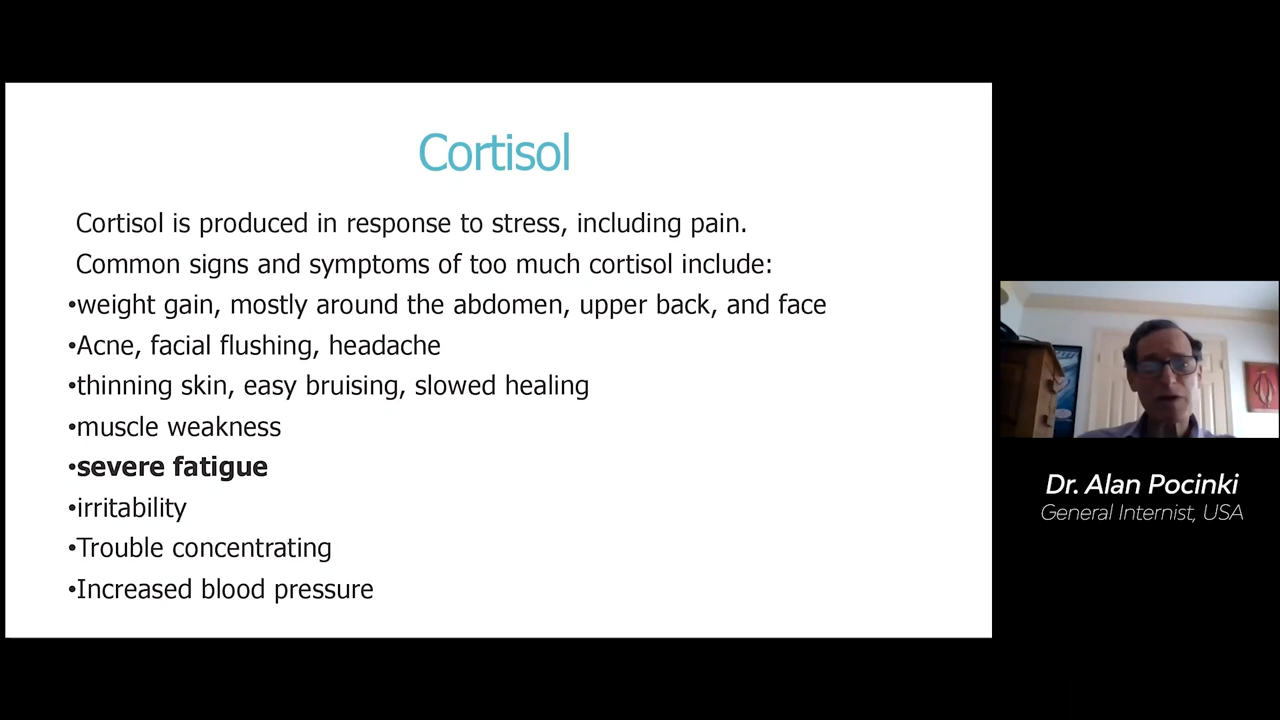 Cortisol
Cortisol is produced in response to stress, including pain.
Common signs and symptoms of too much cortisol include:
•weight gain, mostly around the abdomen, upper back, and face
•Acne, facial flushing, headache
•thinning skin, easy bruising, slowed healing
•muscle weakness
•severe fatigue
•irritability
•Trouble concentrating
•Increased blood pressure
Dr. Alan Pocinki
General Internist, USA